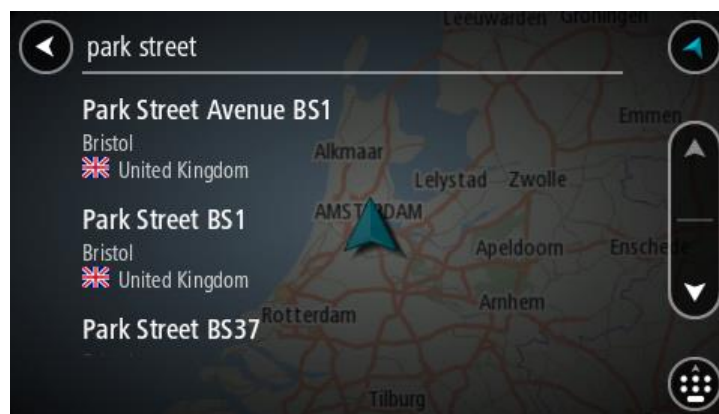 Leeuwarden Groningen
park street
Park Street Avenue BS1
Bristol
United Kingdom
Emmen
Alkmaar
Lelystad Zwolle
Park Street BS1
Bristol
United Kingdom
AMSTERDAM
Apeldoorn
Enschede
Arnhem
Rotterdam
Park Street BS37
Tilburg